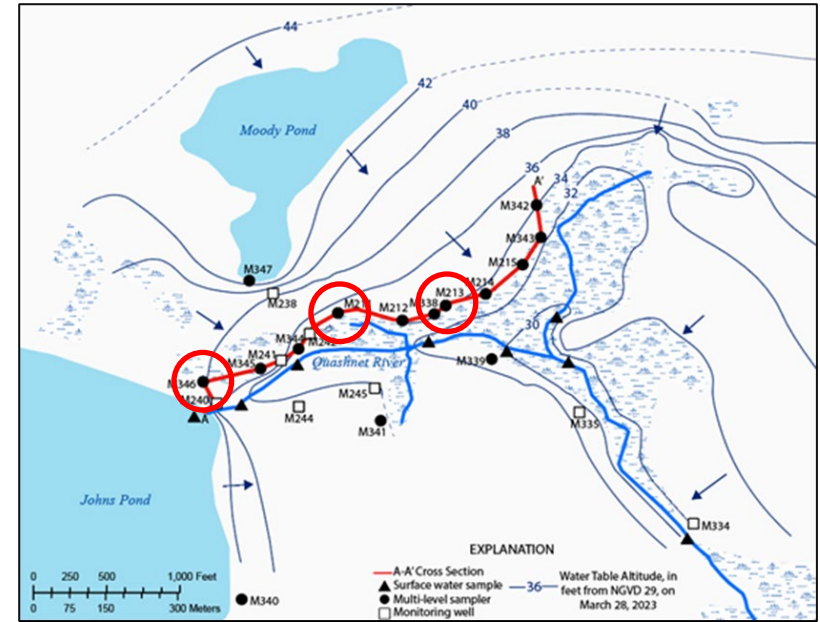 44
Moody Pond
42
40
38
36
A'
34
32
M342
M343
M215
M347
M238
M214
M213
M338
M212
M211
M242
M344
M241
M345
M346
M240
A
30
Quashnet River
M339
M245
M244
M341
M335
Johns Pond
M334
M340
EXPLANATION
A-A' Cross Section
Surface water sample
Multi-level sampler
Monitoring well
36
Water Table Altitude, in
feet from NGVD 29, on
March 28, 2023
0 250 500 1,000 Feet
0 75 150 300 Meters